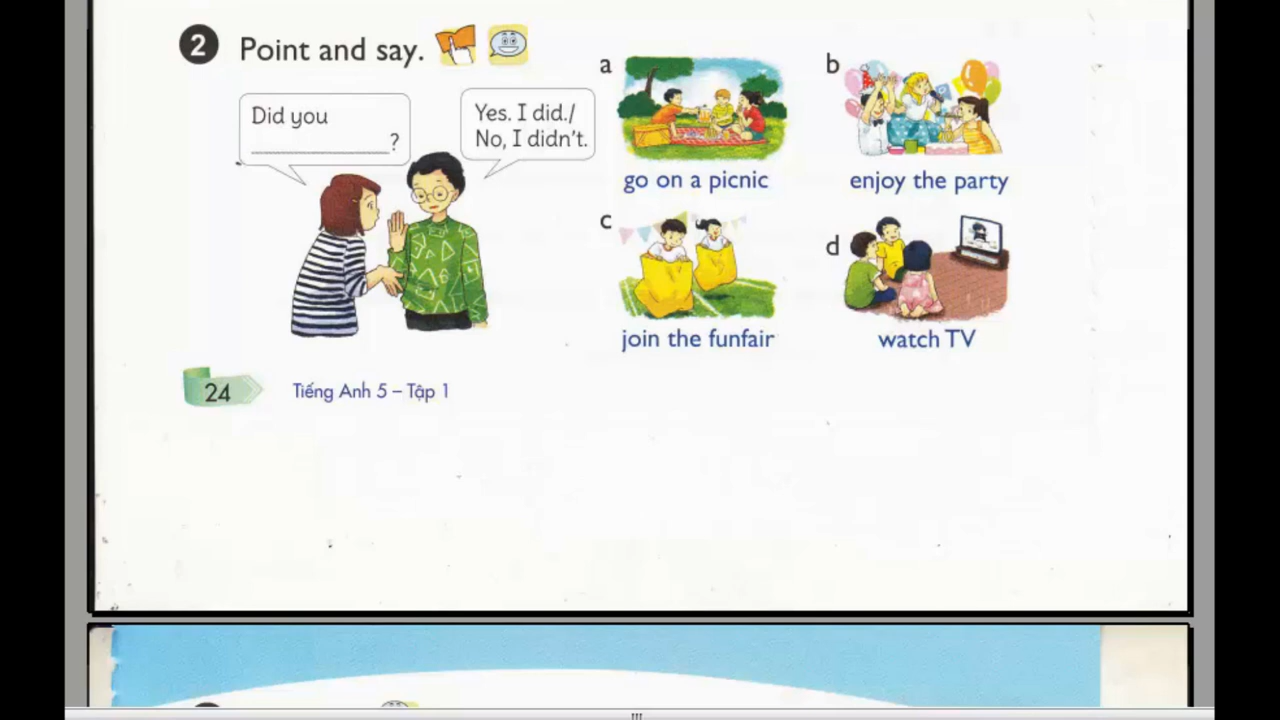 2 Point and say.
Did you
____________?
Yes. I did./
No, I didn't.
a
go on a picnic
b
enjoy the party
c
join the funfair
d
watch TV
24 Tiếng Anh 5 – Tập 1